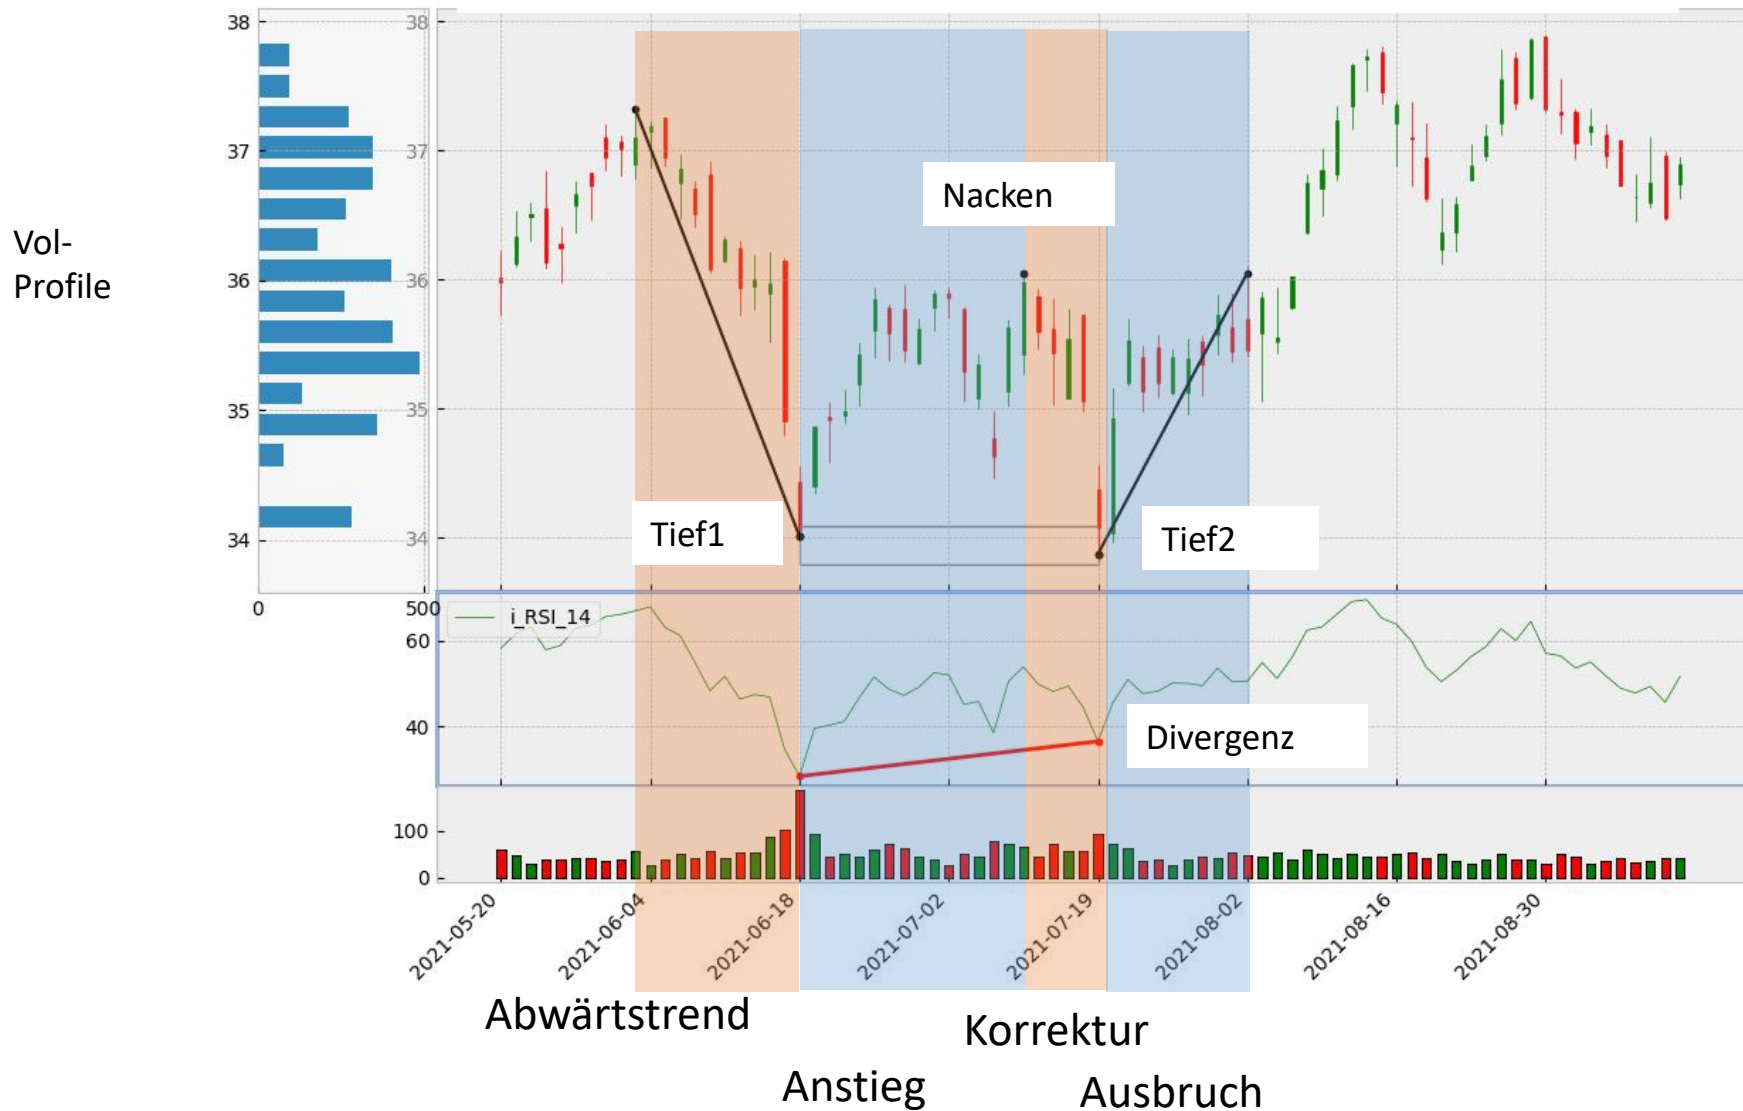 38
37
36
35
34
0
500
Vol-
Profile
38
37
36
35
34
Nacken
Tief1
Tief2
i_RSI_14
60
40
Divergenz
100
0
2021-05-20
2021-06-04
2021-06-18
2021-07-02
2021-07-19
2021-08-02
2021-08-16
2021-08-30
Abwärtstrend
Korrektur
Anstieg
Ausbruch